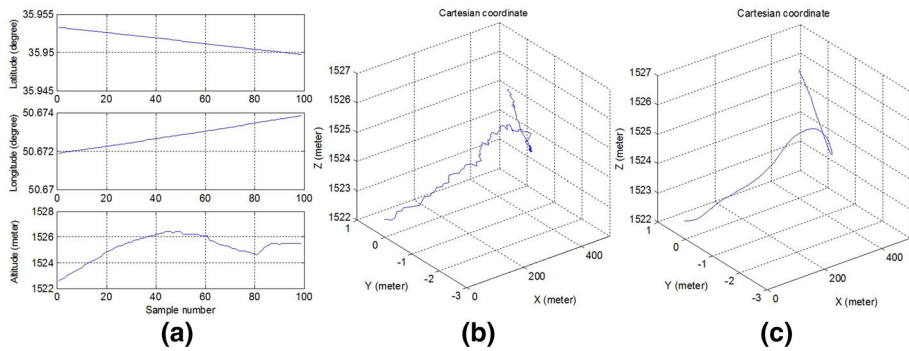 35.955
35.95
35.945
Latitude (degree)
0 20 40 60 80 100
50.674
50.672
50.67
Longitude (degree)
0 20 40 60 80 100
1528
1526
1524
1522
Altitude (meter)
0 20 40 60 80 100
Sample number
(a)
Cartesian coordinate
1527
1526
1525
1524
1523
1522
Z (meter)
1
0
-1
-2
-3
Y (meter)
0
200
400
X (meter)
(b)
Cartesian coordinate
1527
1526
1525
1524
1523
1522
Z (meter)
1
0
-1
-2
-3
Y (meter)
0
200
400
X (meter)
(c)